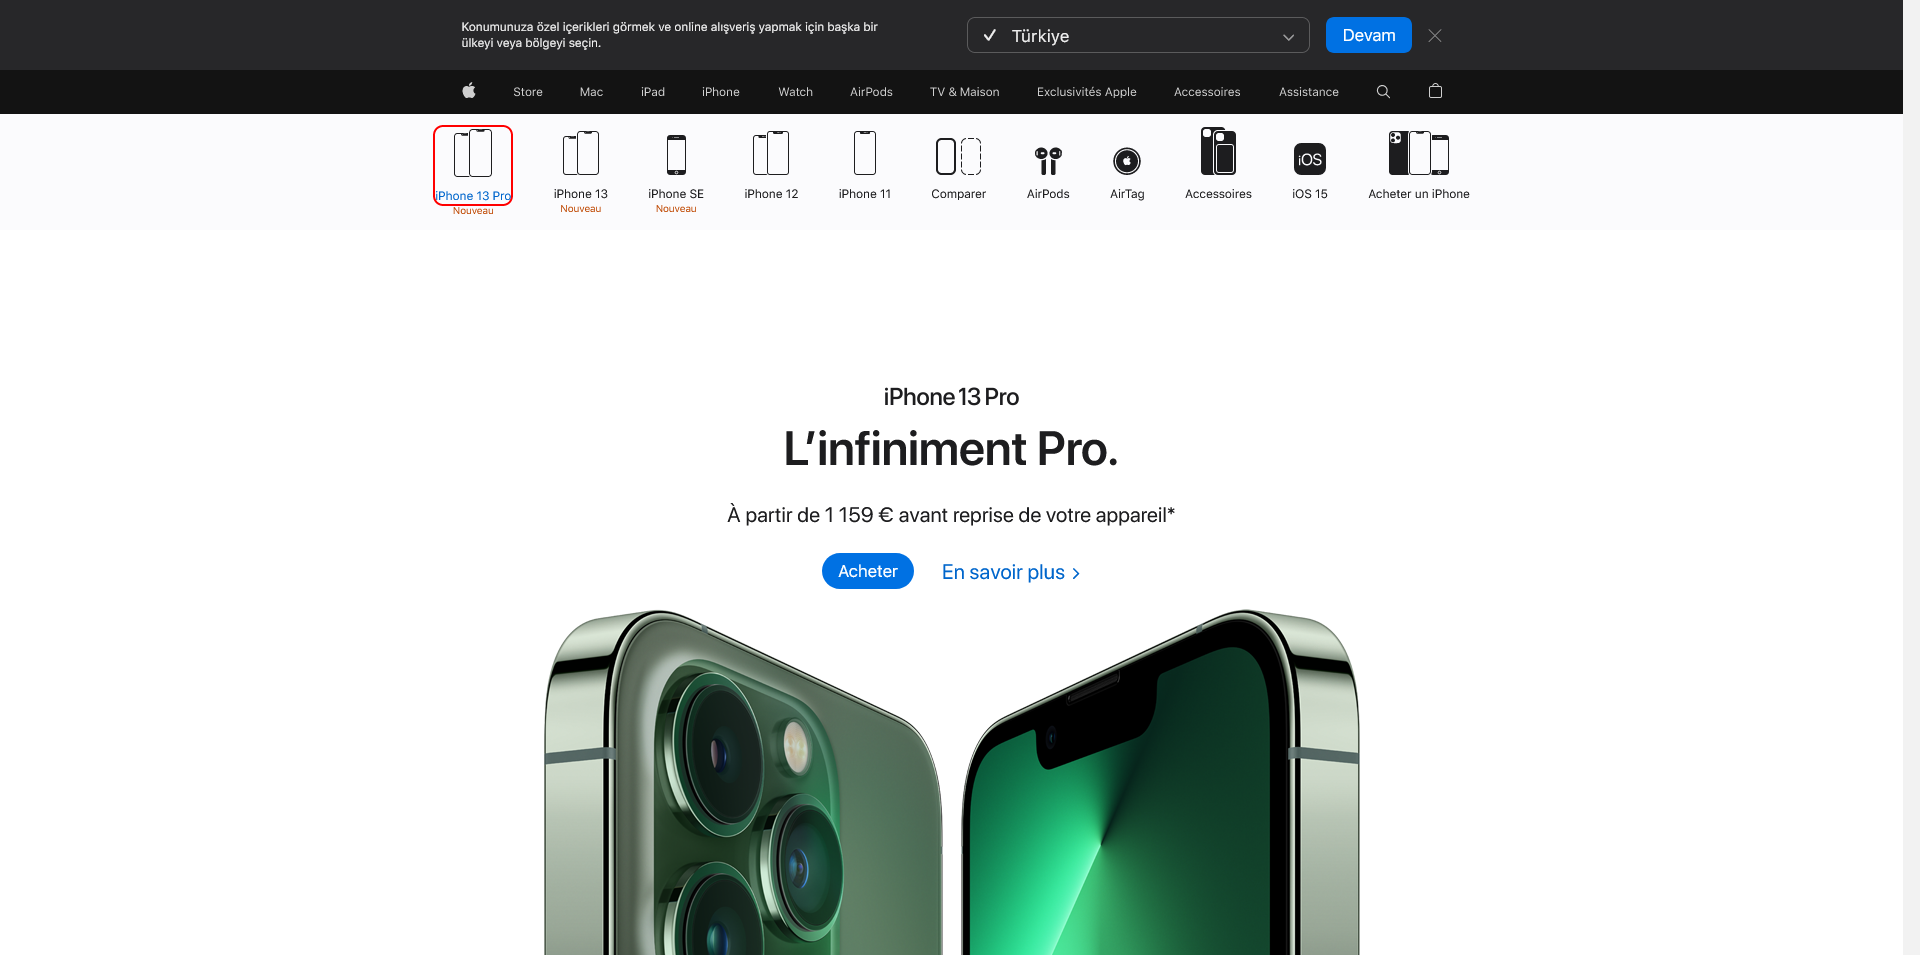 Konumunuza özel içerikleri görmek ve online alışveriş yapmak için başka bir
ülkeyi veya bölgeyi seçin.
Türkiye
Devam
Store Mac iPad iPhone Watch AirPods TV & Maison Exclusivités Apple Accessoires Assistance
iOS
iPhone 13 Pro iPhone 13 iPhone SE iPhone 12 iPhone 11 Comparer AirPods AirTag Accessoires iOS 15 Acheter un iPhone
Nouveau Nouveau Nouveau
iPhone 13 Pro
L’infiniment Pro.
À partir de 1 159 € avant reprise de votre appareil*
Acheter En savoir plus >